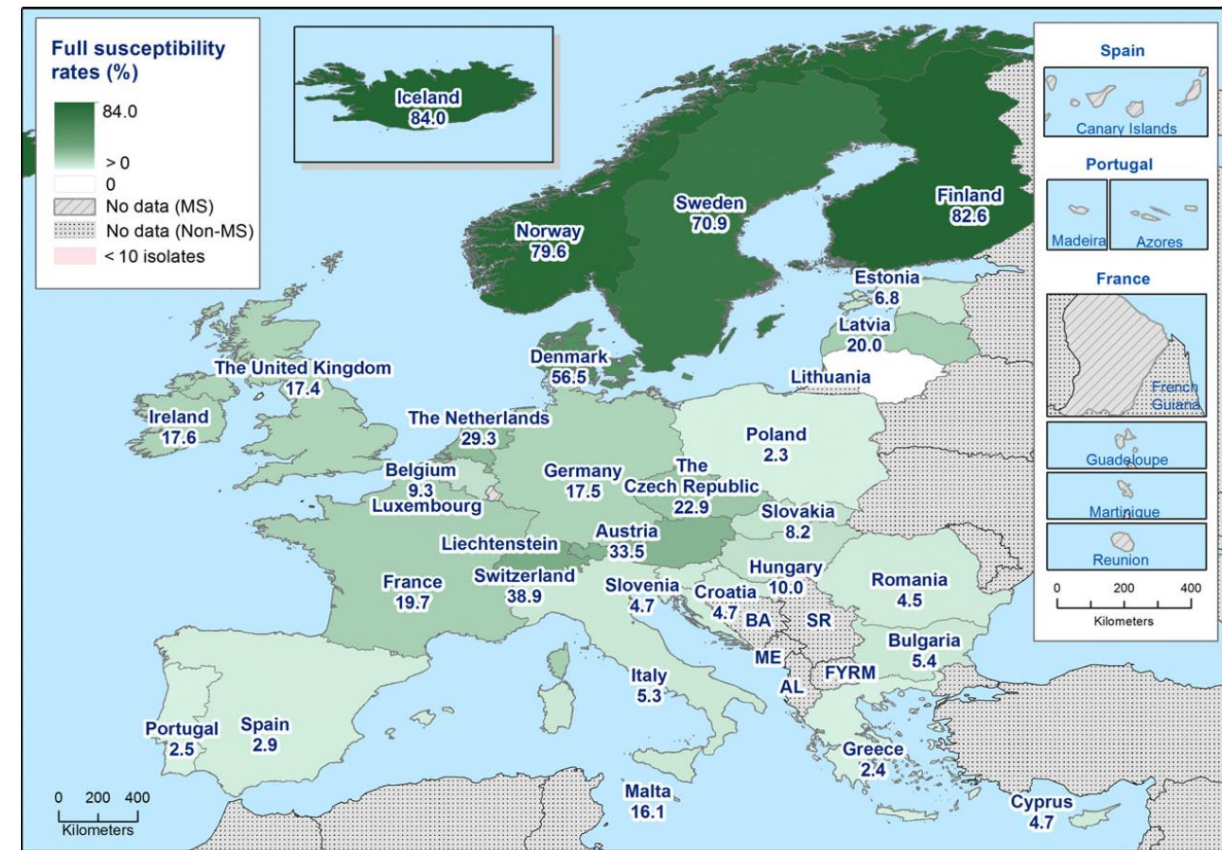 Full susceptibility
rates (%)
84.0
> 0
0
No data (MS)
No data (Non-MS)
< 10 isolates
Iceland
84.0
Spain
Canary Islands
Portugal
Madeira
Azores
France
French
Guiana
Guadeloupe
Martinique
Reunion
0 200 400
Kilometers
Finland
82.6
Sweden
70.9
Norway
79.6
Estonia
6.8
Latvia
20.0
Lithuania
Denmark
56.5
The United Kingdom
17.4
Ireland
17.6
The Netherlands
29.3
Belgium
9.3
Luxembourg
Germany
17.5
Poland
2.3
The
Czech Republic
22.9
Slovakia
8.2
Austria
33.5
Liechtenstein
Switzerland
38.9
France
19.7
Slovenia
4.7
Croatia
4.7
Hungary
10.0
Romania
4.5
BA
SR
Bulgaria
5.4
ME
FYRM
AL
Italy
5.3
Portugal
2.5
Spain
2.9
Greece
2.4
Malta
16.1
Cyprus
4.7
0 200 400
Kilometers